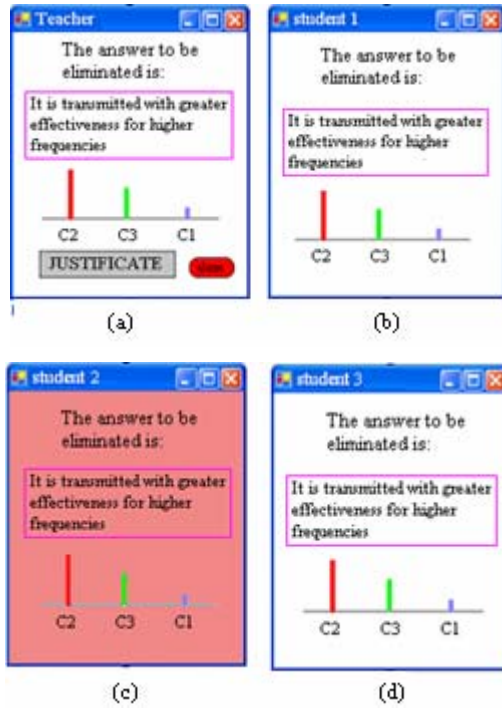 Teacher
The answer to be
eliminated is:
It is transmitted with greater
effectiveness for higher
frequencies
C2 C3 C1
JUSTIFICATE
(a)
student 1
The answer to be
eliminated is:
It is transmitted with greater
effectiveness for higher
frequencies
C2 C3 C1
(b)
student 2
The answer to be
eliminated is:
It is transmitted with greater
effectiveness for higher
frequencies
C2 C3 C1
(c)
student 3
The answer to be
eliminated is:
It is transmitted with greater
effectiveness for higher
frequencies
C2 C3 C1
(d)